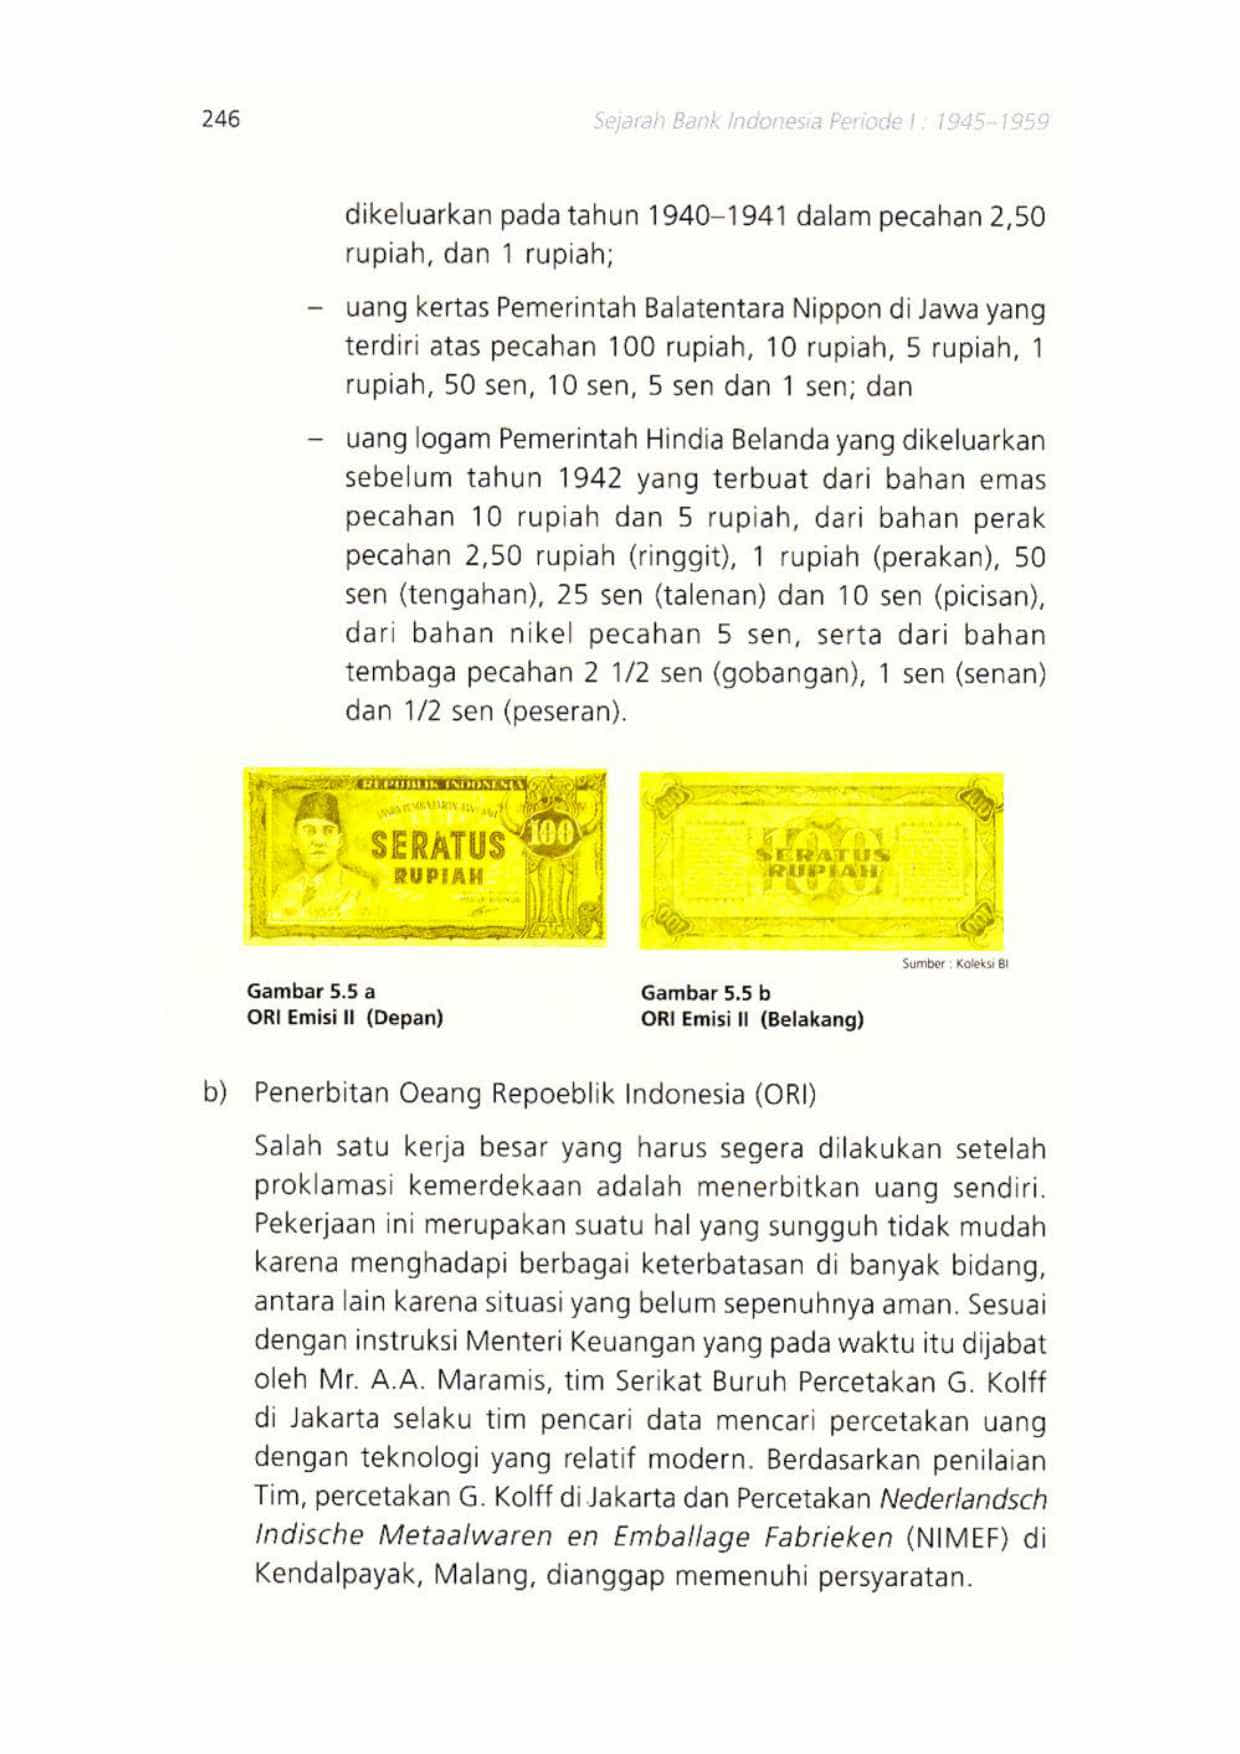 246
Sejarah Bank Indonesia Periode I : 1945–1959
dikeluarkan pada tahun 1940–1941 dalam pecahan 2,50
rupiah, dan 1 rupiah;
– uang kertas Pemerintah Balatentara Nippon di Jawa yang
terdiri atas pecahan 100 rupiah, 10 rupiah, 5 rupiah, 1
rupiah, 50 sen, 10 sen, 5 sen dan 1 sen; dan
– uang logam Pemerintah Hindia Belanda yang dikeluarkan
sebelum tahun 1942 yang terbuat dari bahan emas
pecahan 10 rupiah dan 5 rupiah, dari bahan perak
pecahan 2,50 rupiah (ringgit), 1 rupiah (perakan), 50
sen (tengahan), 25 sen (talenan) dan 10 sen (picisan),
dari bahan nikel pecahan 5 sen, serta dari bahan
tembaga pecahan 2 1/2 sen (gobangan), 1 sen (senan)
dan 1/2 sen (peseran).
REPUBLIK INDONESIA
SERATUS
RUPIAH
100
100
100
100
SERATUS
RUPIAH
100
100
Sumber : Koleksi BI
Gambar 5.5 a
ORI Emisi II (Depan)
Gambar 5.5 b
ORI Emisi II (Belakang)
b) Penerbitan Oeang Repoeblik Indonesia (ORI)
Salah satu kerja besar yang harus segera dilakukan setelah
proklamasi kemerdekaan adalah menerbitkan uang sendiri.
Pekerjaan ini merupakan suatu hal yang sungguh tidak mudah
karena menghadapi berbagai keterbatasan di banyak bidang,
antara lain karena situasi yang belum sepenuhnya aman. Sesuai
dengan instruksi Menteri Keuangan yang pada waktu itu dijabat
oleh Mr. A.A. Maramis, tim Serikat Buruh Percetakan G. Kolff
di Jakarta selaku tim pencari data mencari percetakan uang
dengan teknologi yang relatif modern. Berdasarkan penilaian
Tim, percetakan G. Kolff di Jakarta dan Percetakan Nederlandsch
Indische Metaalwaren en Emballage Fabrieken (NIMEF) di
Kendalpayak, Malang, dianggap memenuhi persyaratan.